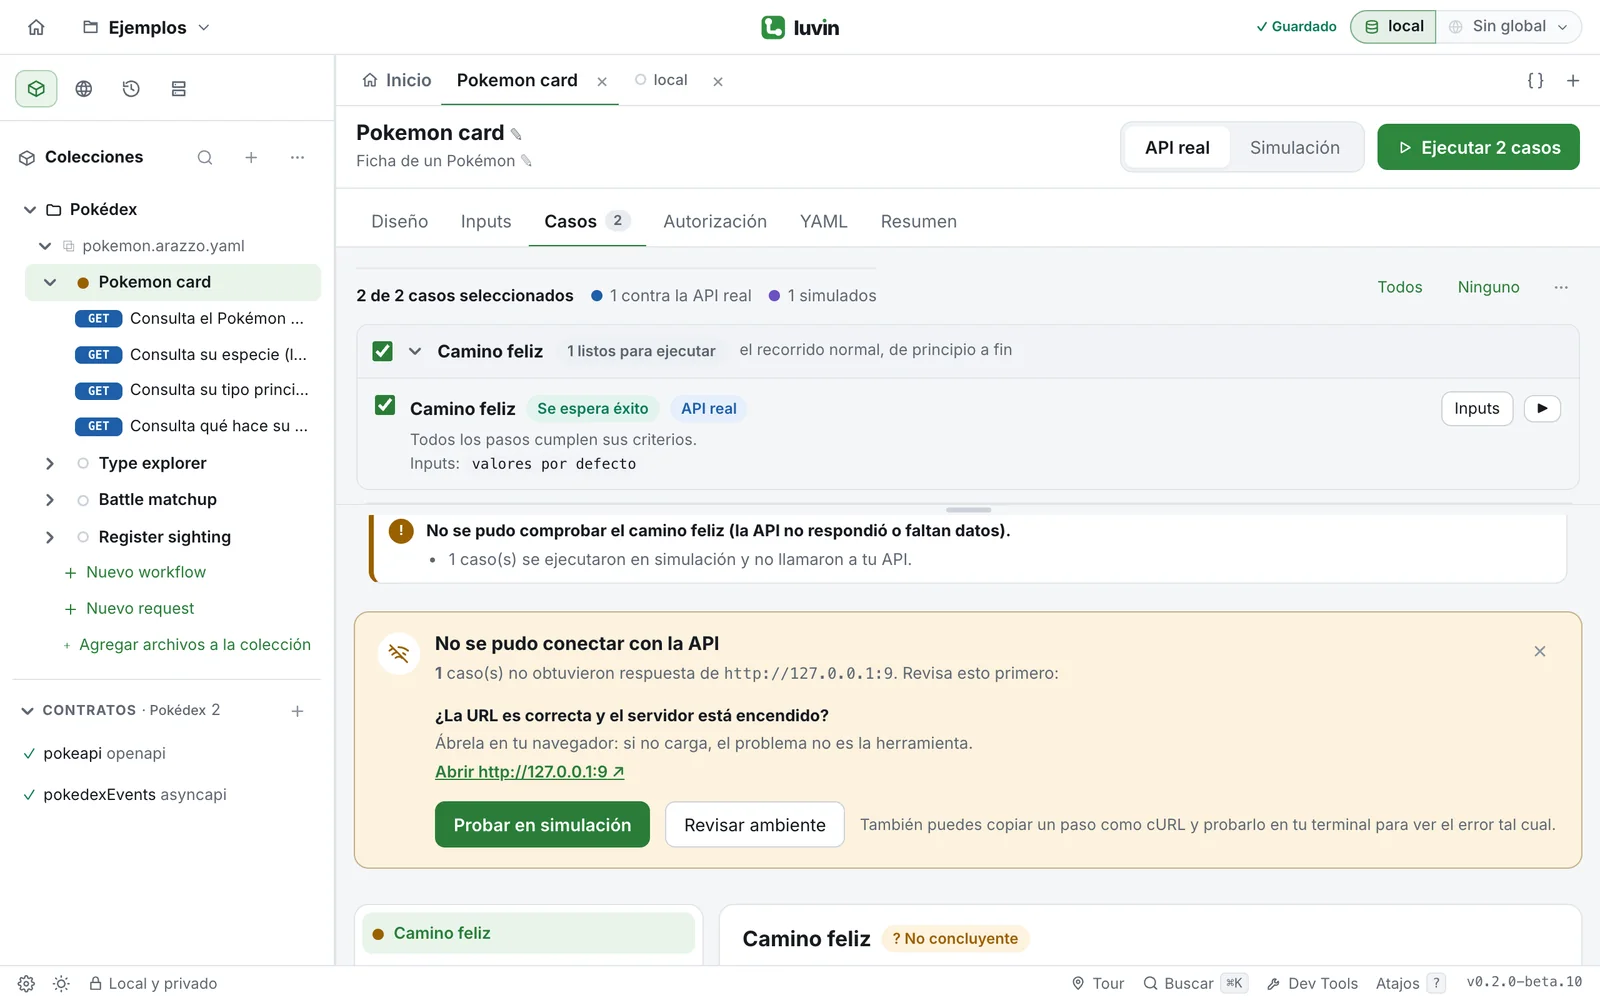 Ejemplos
luvin
Guardado
local
Sin global
Inicio
Pokemon card
local
{ }
Colecciones
Pokédex
pokemon.arazzo.yaml
Pokemon card
GET Consulta el Pokémon ...
GET Consulta su especie (l...
GET Consulta su tipo princi...
GET Consulta qué hace su ...
Type explorer
Battle matchup
Register sighting
+ Nuevo workflow
+ Nuevo request
+ Agregar archivos a la colección
CONTRATOS · Pokédex 2
pokeapi openapi
pokedexEvents asyncapi
Pokemon card
Ficha de un Pokémon
API real
Simulación
Ejecutar 2 casos
Diseño
Inputs
Casos 2
Autorización
YAML
Resumen
2 de 2 casos seleccionados
1 contra la API real
1 simulados
Todos
Ninguno
Camino feliz
1 listos para ejecutar
el recorrido normal, de principio a fin
Camino feliz
Se espera éxito
API real
Inputs
Todos los pasos cumplen sus criterios.
Inputs: valores por defecto
! No se pudo comprobar el camino feliz (la API no respondió o faltan datos).
• 1 caso(s) se ejecutaron en simulación y no llamaron a tu API.
No se pudo conectar con la API
1 caso(s) no obtuvieron respuesta de http://127.0.0.1:9. Revisa esto primero:
¿La URL es correcta y el servidor está encendido?
Ábrela en tu navegador: si no carga, el problema no es la herramienta.
Abrir http://127.0.0.1:9 ↗
Probar en simulación
Revisar ambiente
También puedes copiar un paso como cURL y probarlo en tu terminal para ver el error tal cual.
Camino feliz
Camino feliz
? No concluyente
Local y privado
Tour
Buscar ⌘K
Dev Tools
Atajos ?
v0.2.0-beta.10